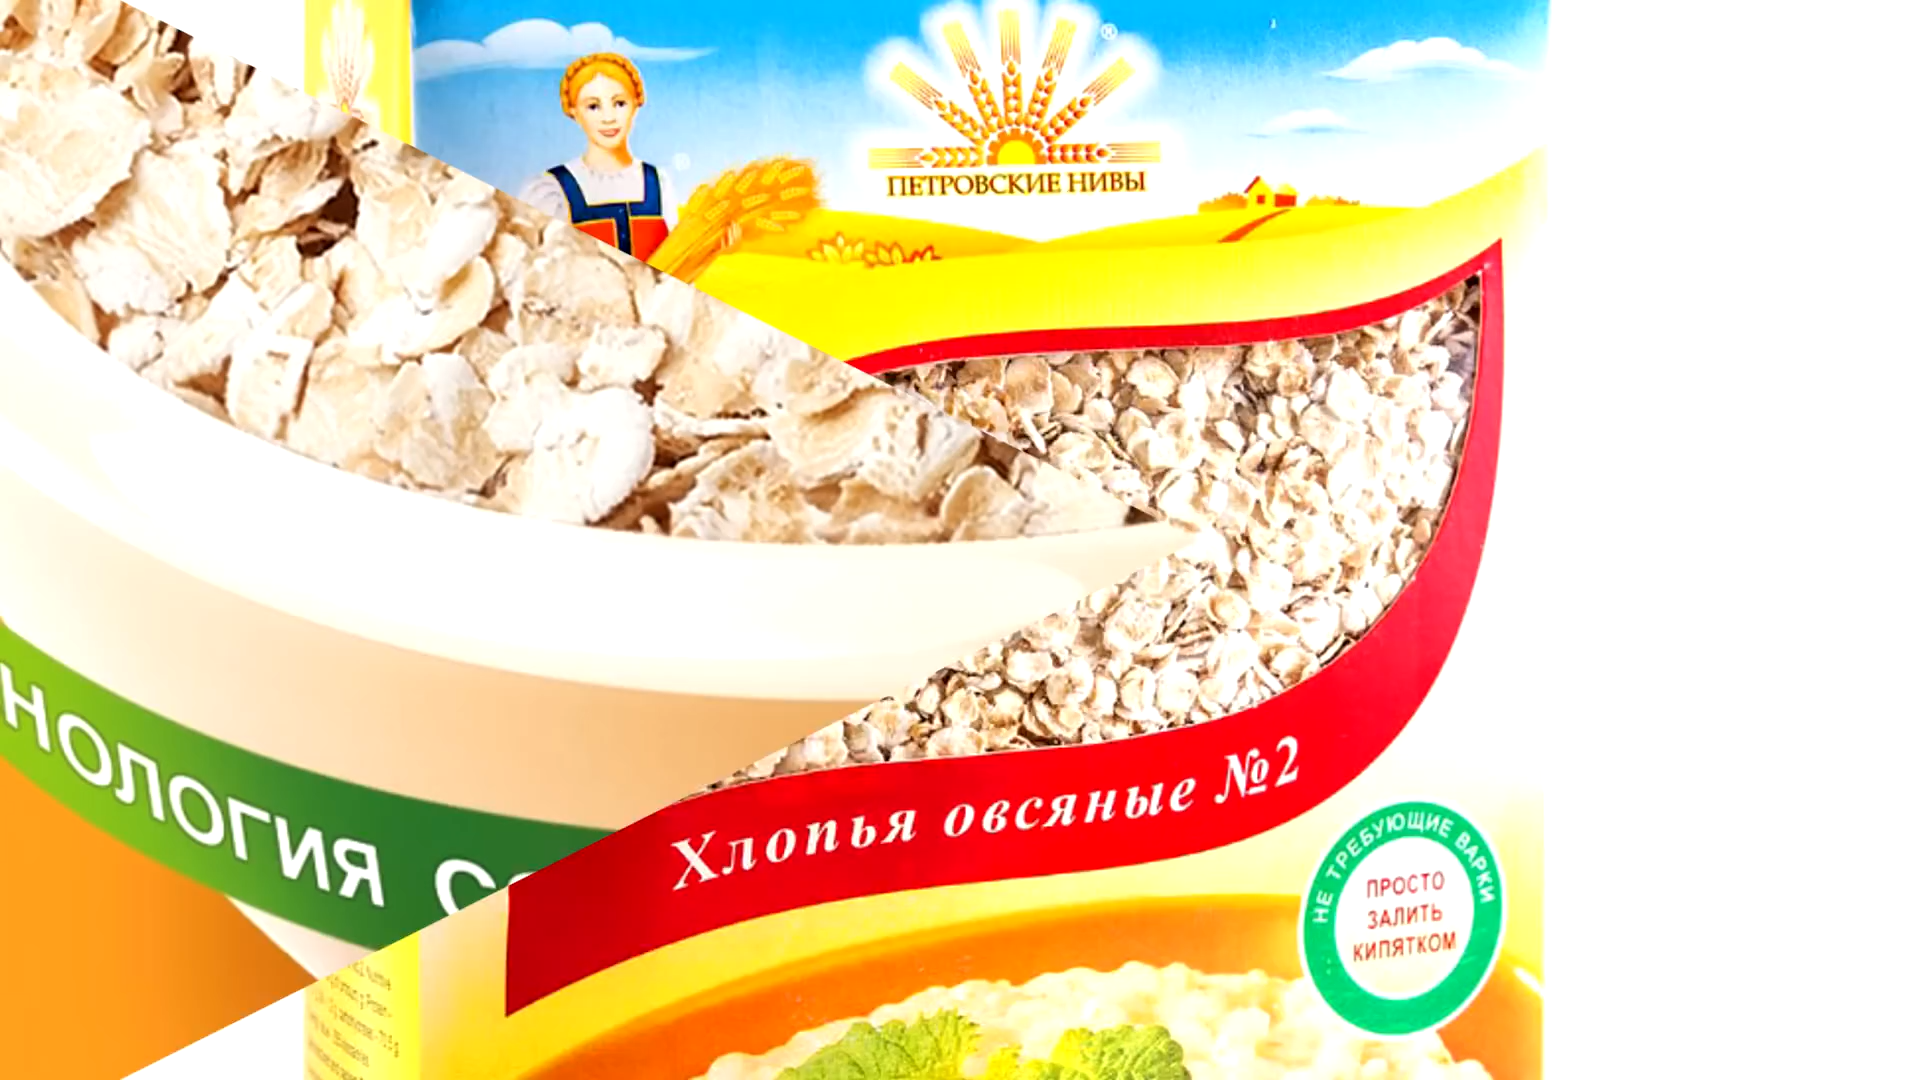 ПЕТРОВСКИЕ НИВЫ
Хлопья овсяные №2
НЕ ТРЕБУЮЩИЕ ВАРКИ
ПРОСТО
ЗАЛИТЬ
КИПЯТКОМ
НОЛОГИЯ